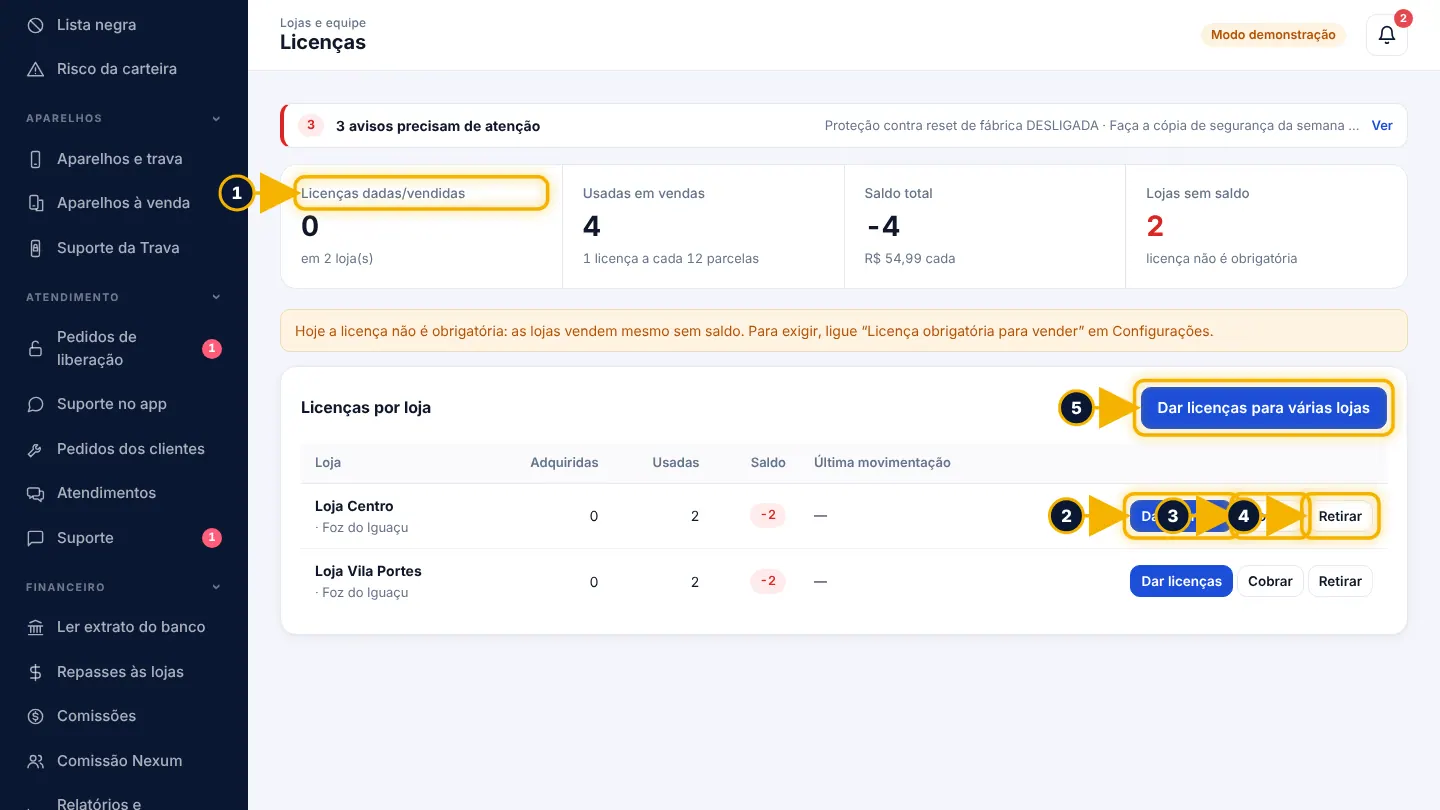 Lista negra
Risco da carteira
APARELHOS
Aparelhos e trava
Aparelhos à venda
Suporte da Trava
ATENDIMENTO
Pedidos de
liberação
1
Suporte no app
Pedidos dos clientes
Atendimentos
Suporte
1
FINANCEIRO
Ler extrato do banco
Repasses às lojas
Comissões
Comissão Nexum
Relatórios e
Lojas e equipe
Licenças
Modo demonstração
2
3
3 avisos precisam de atenção
Proteção contra reset de fábrica DESLIGADA · Faça a cópia de segurança da semana ...
Ver
1
Licenças dadas/vendidas
0
em 2 loja(s)
Usadas em vendas
4
1 licença a cada 12 parcelas
Saldo total
-4
R$ 54,99 cada
Lojas sem saldo
2
licença não é obrigatória
Hoje a licença não é obrigatória: as lojas vendem mesmo sem saldo. Para exigir, ligue “Licença obrigatória para vender” em Configurações.
Licenças por loja
5
Dar licenças para várias lojas
Loja Adquiridas Usadas Saldo Última movimentação
Loja Centro
· Foz do Iguaçu
0 2 -2 —
2
3
4
Retirar
Loja Vila Portes
· Foz do Iguaçu
0 2 -2 —
Dar licenças Cobrar Retirar